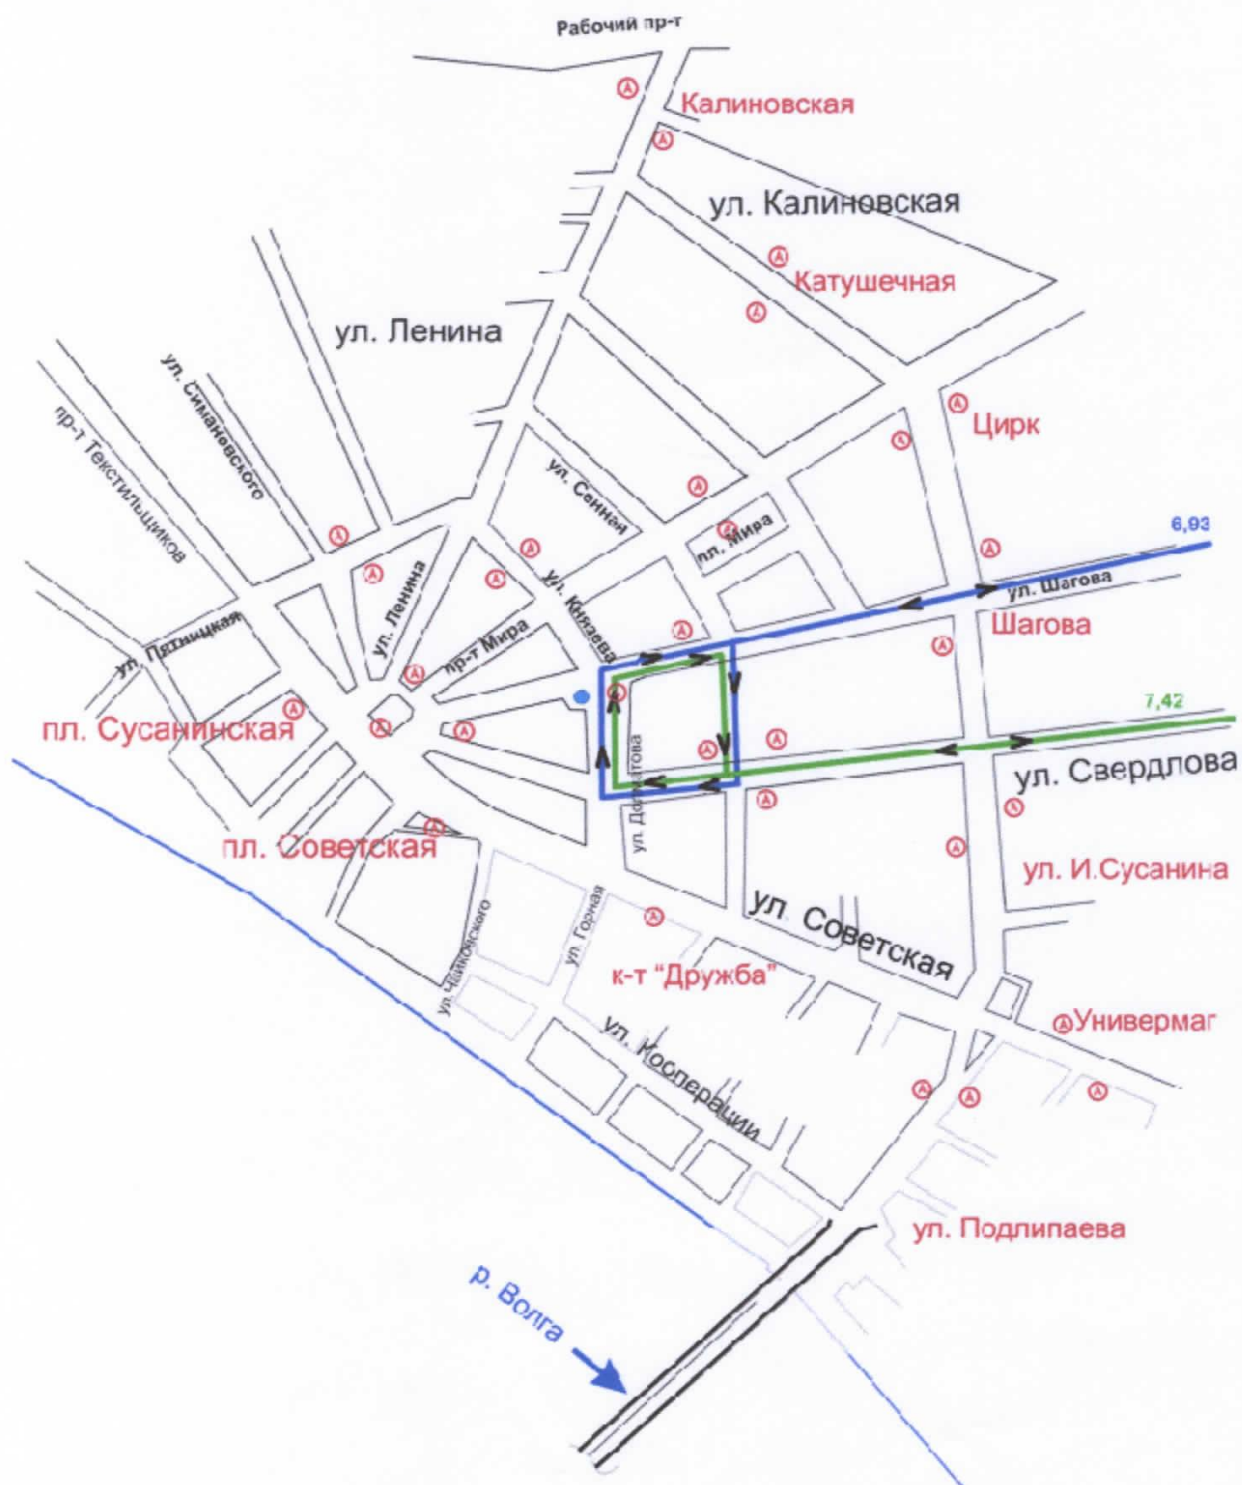 Рабочий пр-т
Калиновская
ул. Калиновская
Катушечная
ул. Ленина
ул. Симановского
пр-т Текстильщиков
Цирк
ул. Сенная
пл. Мира
6,93
ул. Шагова
Шагова
ул. Князева
ул. Ленина
пр-т Мира
ул. Пятницкая
пл. Сусанинская
7,42
ул. Свердлова
ул. Долматова
пл. Советская
ул. И.Сусанина
ул. Советская
ул. Горная
ул. Чайковского
к-т "Дружба"
Универмаг
ул. Кооперации
ул. Подлипаева
р. Волга